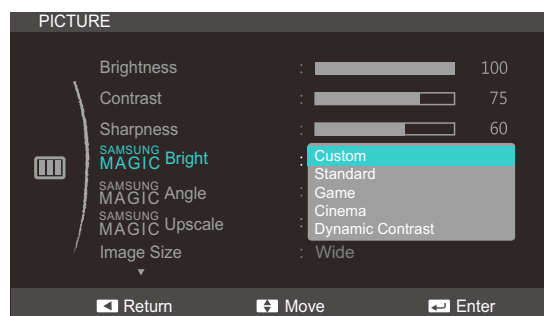 PICTURE
Brightness : 100
Contrast : 75
Sharpness : 60
SAMSUNG MAGIC Bright :
Custom
Standard
Game
Cinema
Dynamic Contrast
SAMSUNG MAGIC Angle :
SAMSUNG MAGIC Upscale :
Image Size : Wide
Return Move Enter